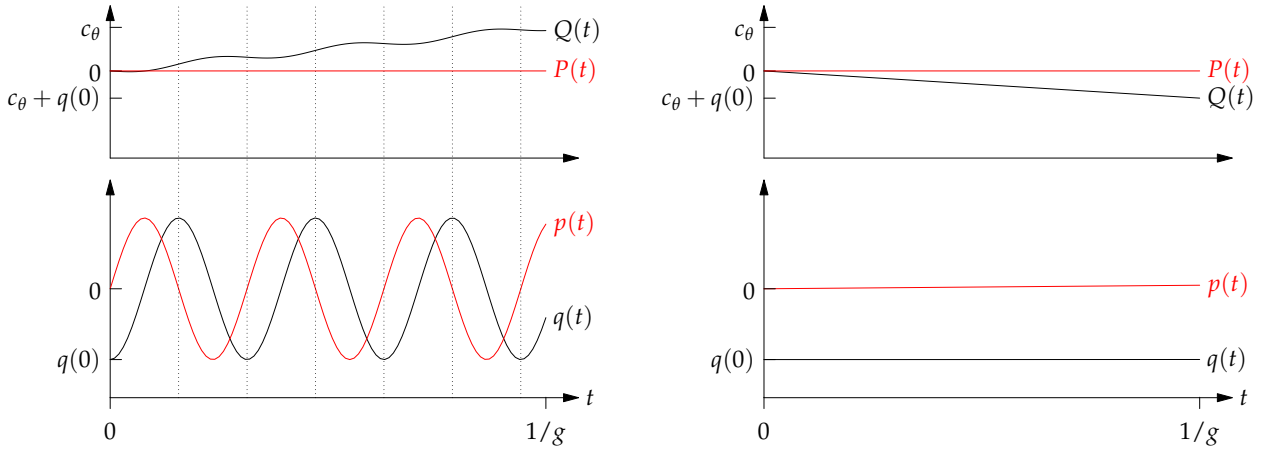 c_θ
Q(t)
0
P(t)
c_θ + q(0)
p(t)
0
q(t)
q(0)
t
0
1/g
c_θ
0
P(t)
c_θ + q(0)
Q(t)
0
p(t)
q(0)
q(t)
t
0
1/g